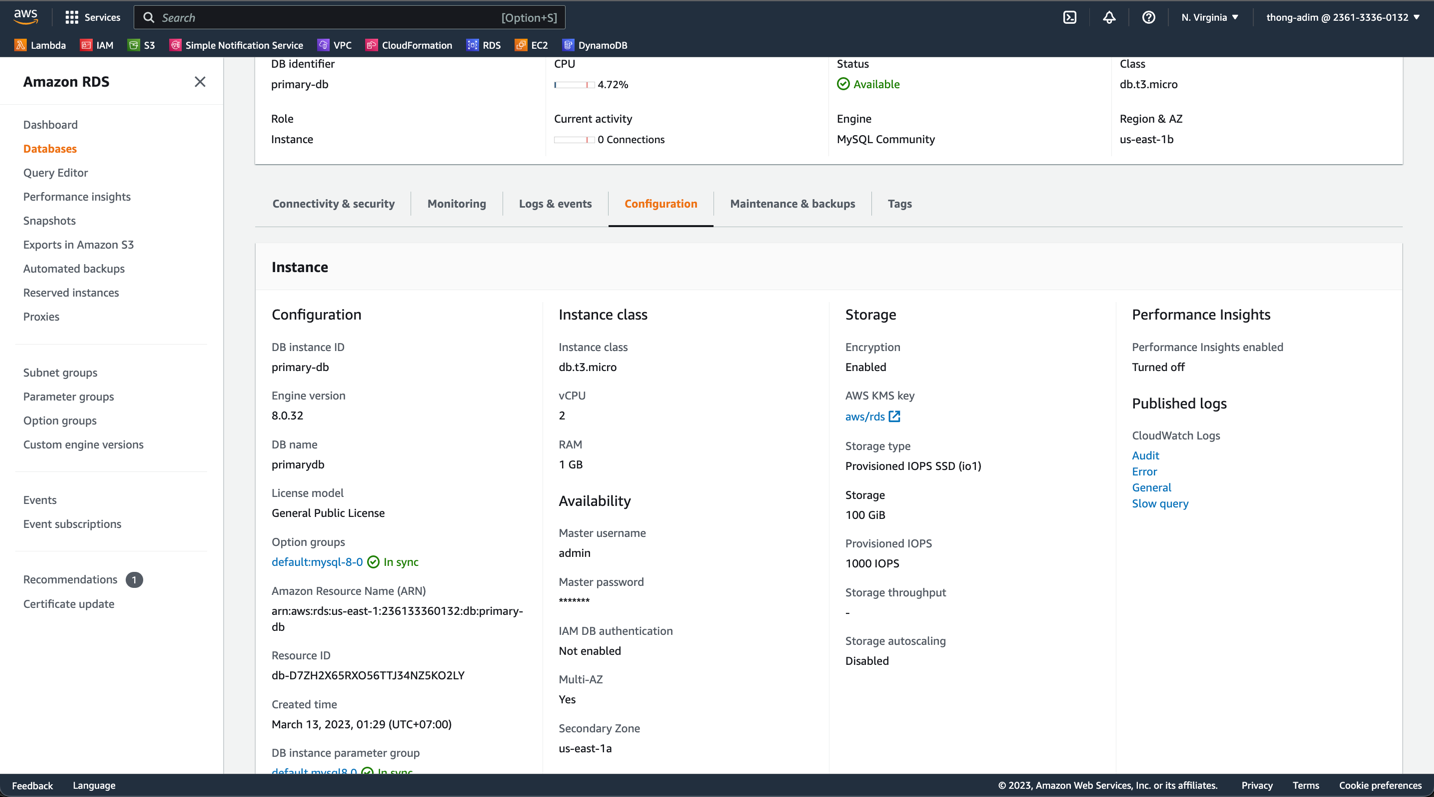 aws
Services
Search [Option+S]
N. Virginia
thong-adim @ 2361-3336-0132
Lambda
IAM
S3
Simple Notification Service
VPC
CloudFormation
RDS
EC2
DynamoDB
Amazon RDS
Dashboard
Databases
Query Editor
Performance insights
Snapshots
Exports in Amazon S3
Automated backups
Reserved instances
Proxies
Subnet groups
Parameter groups
Option groups
Custom engine versions
Events
Event subscriptions
Recommendations 1
Certificate update
DB identifier
primary-db
CPU
4.72%
Status
Available
Class
db.t3.micro
Role
Instance
Current activity
0 Connections
Engine
MySQL Community
Region & AZ
us-east-1b
Connectivity & security
Monitoring
Logs & events
Configuration
Maintenance & backups
Tags
Instance
Configuration
DB instance ID
primary-db
Engine version
8.0.32
DB name
primarydb
License model
General Public License
Option groups
default:mysql-8-0 In sync
Amazon Resource Name (ARN)
arn:aws:rds:us-east-1:236133360132:db:primary-
db
Resource ID
db-D7ZH2X65RXO56TTJ34NZ5KO2LY
Created time
March 13, 2023, 01:29 (UTC+07:00)
DB instance parameter group
default.mysql8.0 In sync
Instance class
Instance class
db.t3.micro
vCPU
2
RAM
1 GB
Availability
Master username
admin
Master password
*******
IAM DB authentication
Not enabled
Multi-AZ
Yes
Secondary Zone
us-east-1a
Storage
Encryption
Enabled
AWS KMS key
aws/rds
Storage type
Provisioned IOPS SSD (io1)
Storage
100 GiB
Provisioned IOPS
1000 IOPS
Storage throughput
-
Storage autoscaling
Disabled
Performance Insights
Performance Insights enabled
Turned off
Published logs
CloudWatch Logs
Audit
Error
General
Slow query
Feedback
Language
© 2023, Amazon Web Services, Inc. or its affiliates.
Privacy
Terms
Cookie preferences